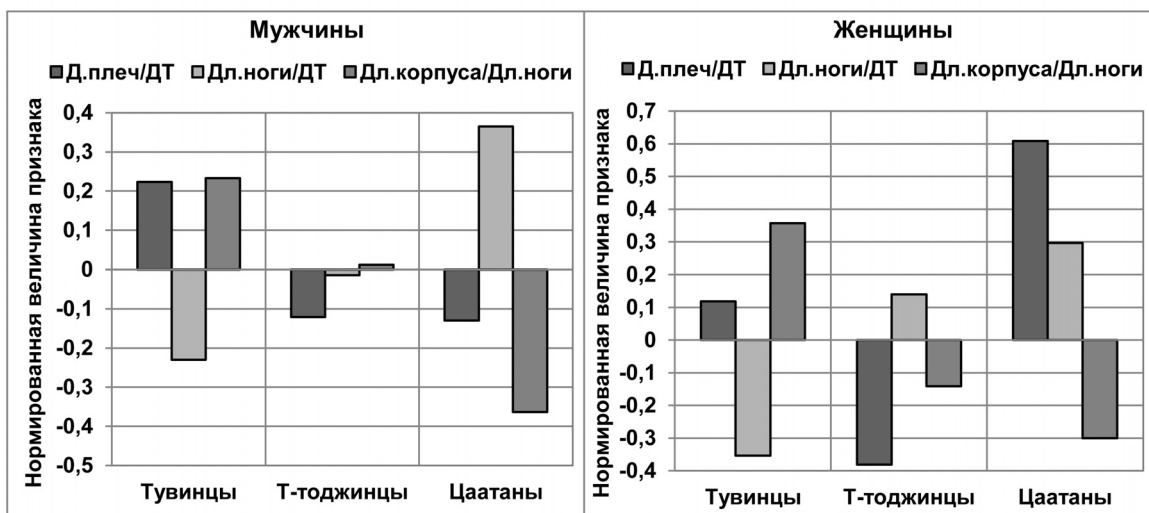 Мужчины
Д.плеч/ДТ Дл.ноги/ДТ Дл.корпуса/Дл.ноги
Нормированная величина признака
0,4
0,3
0,2
0,1
0
-0,1
-0,2
-0,3
-0,4
-0,5
Тувинцы Т-тоджинцы Цаатаны
Женщины
Д.плеч/ДТ Дл.ноги/ДТ Дл.корпуса/Дл.ноги
Нормированная величина признака
0,7
0,6
0,5
0,4
0,3
0,2
0,1
0
-0,1
-0,2
-0,3
-0,4
Тувинцы Т-тоджинцы Цаатаны